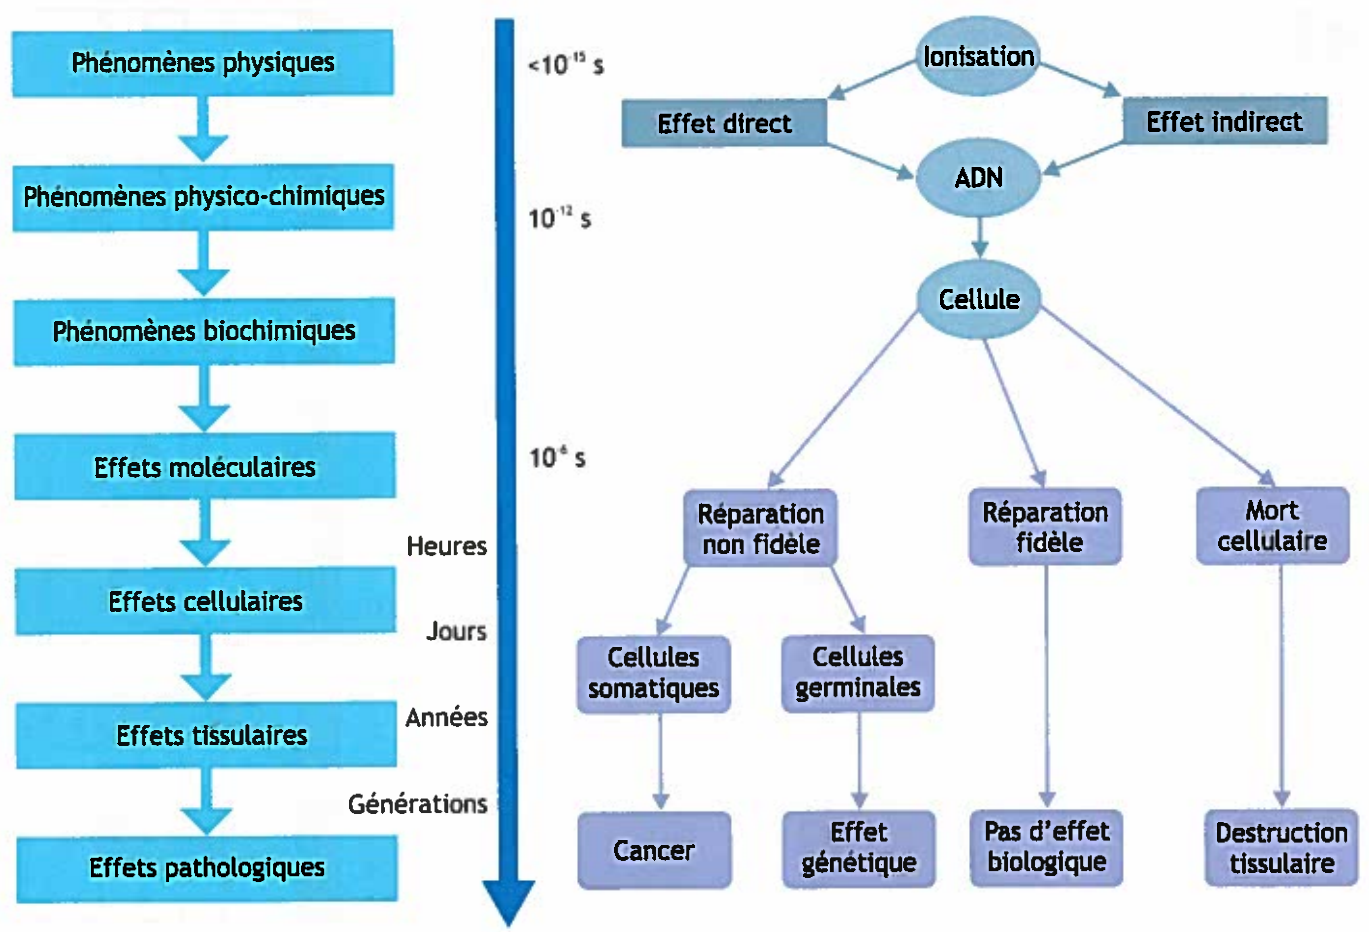 Phénomènes physiques
Phénomènes physico-chimiques
Phénomènes biochimiques
Effets moléculaires
Effets cellulaires
Effets tissulaires
Effets pathologiques
<10⁻¹⁵ s
10⁻¹² s
10⁻⁶ s
Heures
Jours
Années
Générations
Ionisation
Effet direct
Effet indirect
ADN
Cellule
Réparation
non fidèle
Réparation
fidèle
Mort
cellulaire
Cellules
somatiques
Cellules
germinales
Cancer
Effet
génétique
Pas d'effet
biologique
Destruction
tissulaire